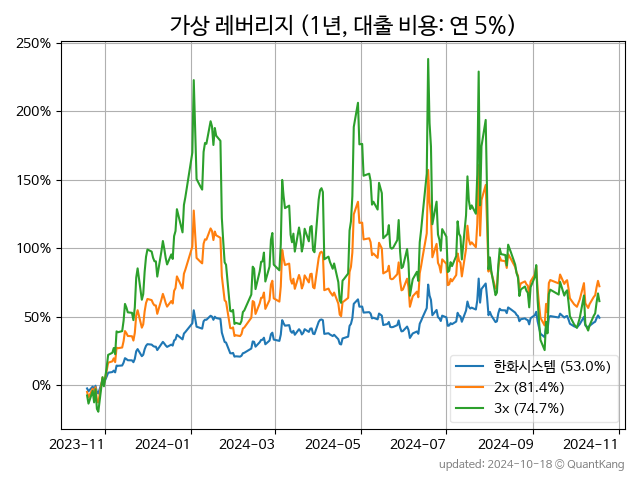 가상 레버리지 (1년, 대출 비용: 연 5%)
250%
200%
150%
100%
50%
0%
2023-11 2024-01 2024-03 2024-05 2024-07 2024-09 2024-11
한화시스템 (53.0%)
2x (81.4%)
3x (74.7%)
updated: 2024-10-18 © QuantKang